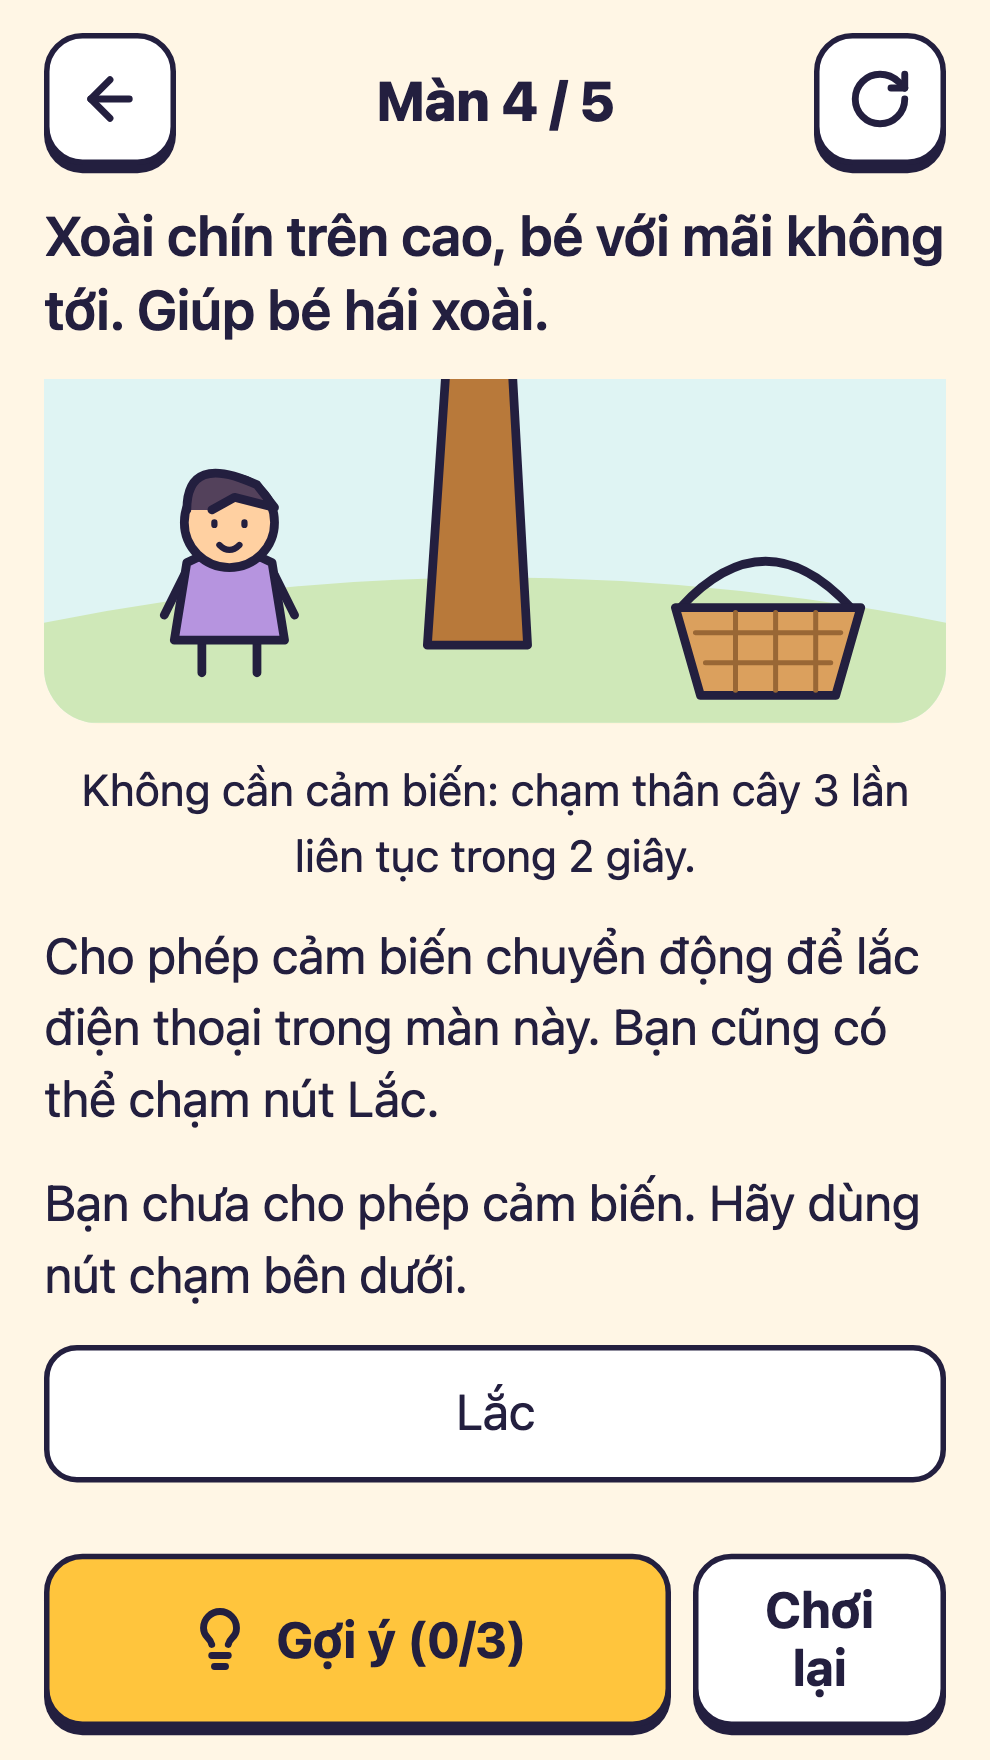 Màn 4 / 5
Xoài chín trên cao, bé với mãi không
tới. Giúp bé hái xoài.
Không cần cảm biến: chạm thân cây 3 lần
liên tục trong 2 giây.
Cho phép cảm biến chuyển động để lắc
điện thoại trong màn này. Bạn cũng có
thể chạm nút Lắc.
Bạn chưa cho phép cảm biến. Hãy dùng
nút chạm bên dưới.
Lắc
Gợi ý (0/3)
Chơi
lại